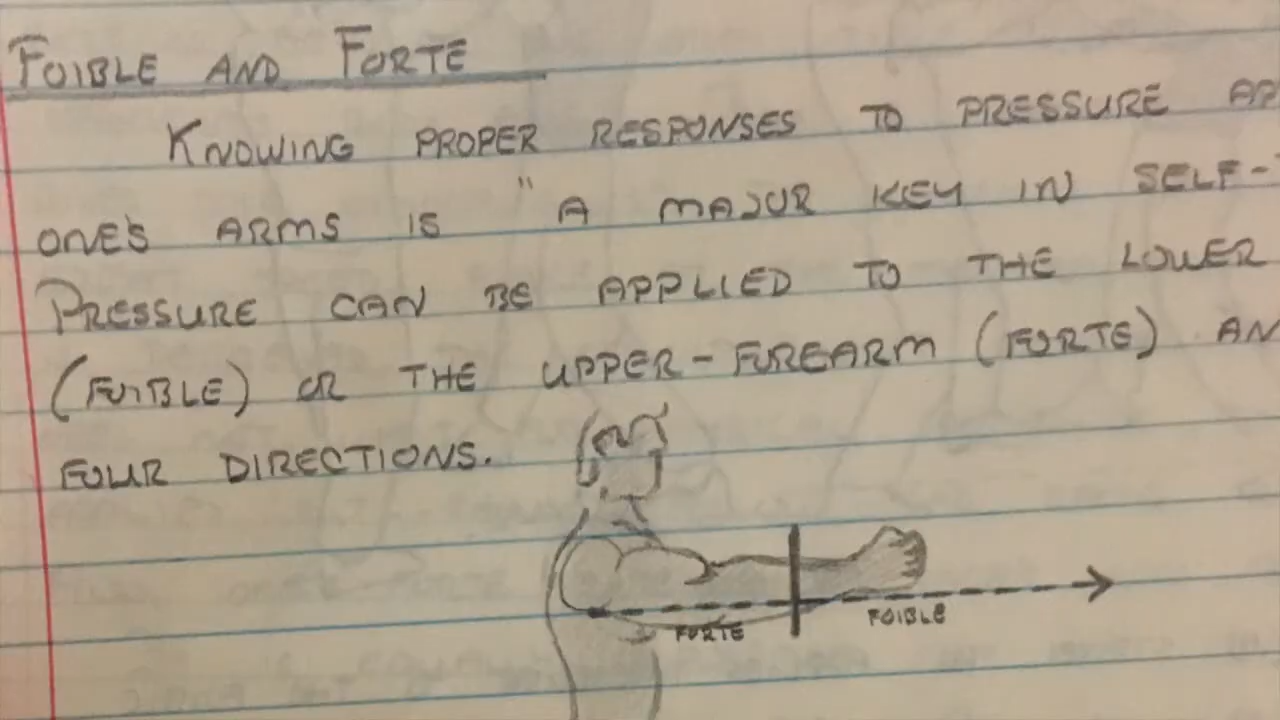 FOIBLE AND FORTE
KNOWING PROPER RESPONSES TO PRESSURE AP
ONE'S ARMS IS "A MAJOR KEY IN SELF-
PRESSURE CAN BE APPLIED TO THE LOWER
(FOIBLE) OR THE UPPER-FOREARM (FORTE) AN
FOUR DIRECTIONS.
FORTE FOIBLE